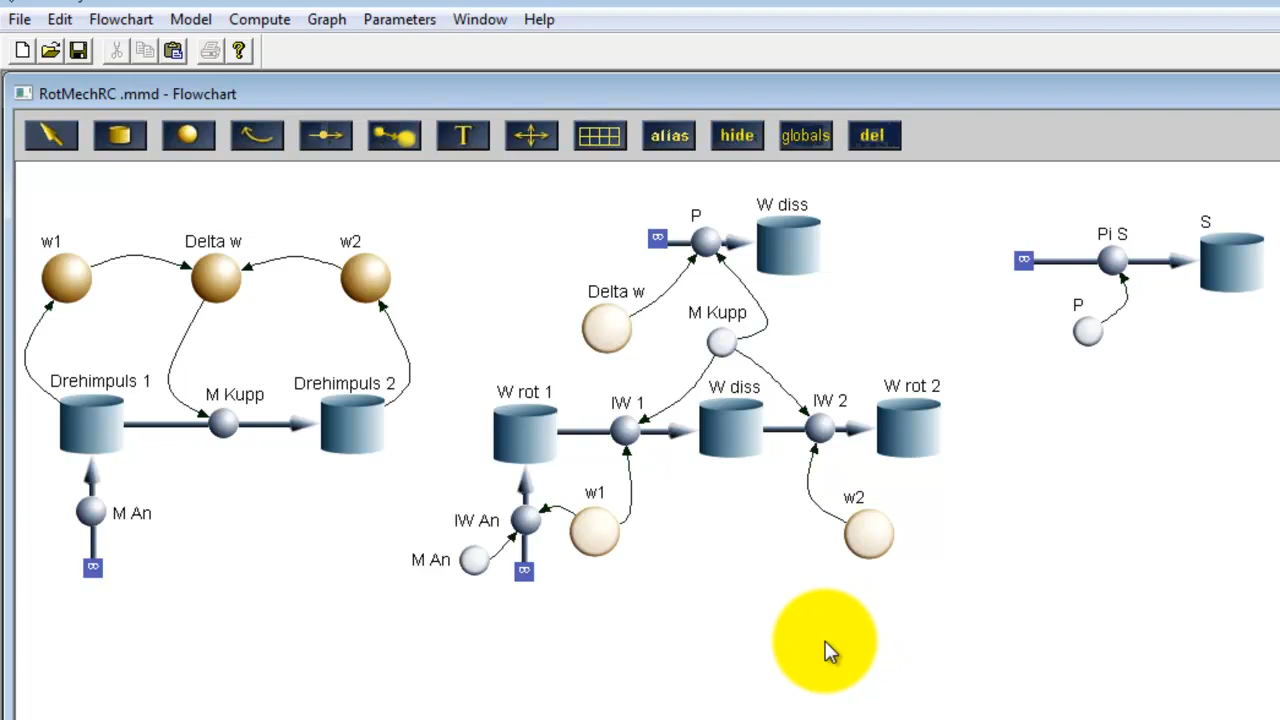 File Edit Flowchart Model Compute Graph Parameters Window Help
RotMechRC .mmd - Flowchart
T alias hide globals del
w1
Delta w
w2
Drehimpuls 1
M Kupp
Drehimpuls 2
M An
P
W diss
Delta w
M Kupp
W rot 1
IW 1
W diss
IW 2
W rot 2
w1
w2
IW An
M An
Pi S
S
P